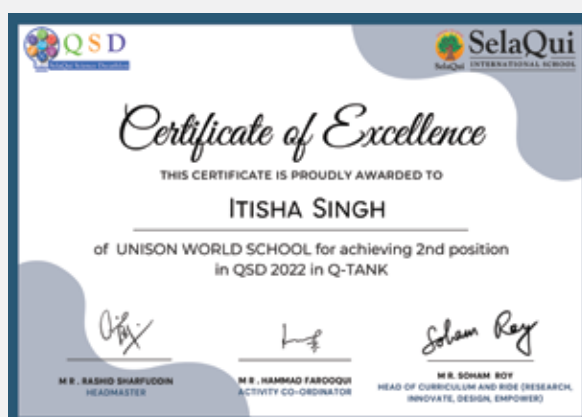 QSD
SelaQui Science Decathlon
SelaQui
SelaQui
INTERNATIONAL SCHOOL
Certificate of Excellence
THIS CERTIFICATE IS PROUDLY AWARDED TO
ITISHA SINGH
of UNISON WORLD SCHOOL for achieving 2nd position
in QSD 2022 in Q-TANK
Soham Roy
MR. RASHID SHARFUDDIN
HEADMASTER
MR. HAMMAD FAROOQUI
ACTIVITY CO-ORDINATOR
MR. SOHAM ROY
HEAD OF CURRICULUM AND RIDE (RESEARCH,
INNOVATE, DESIGN, EMPOWER)